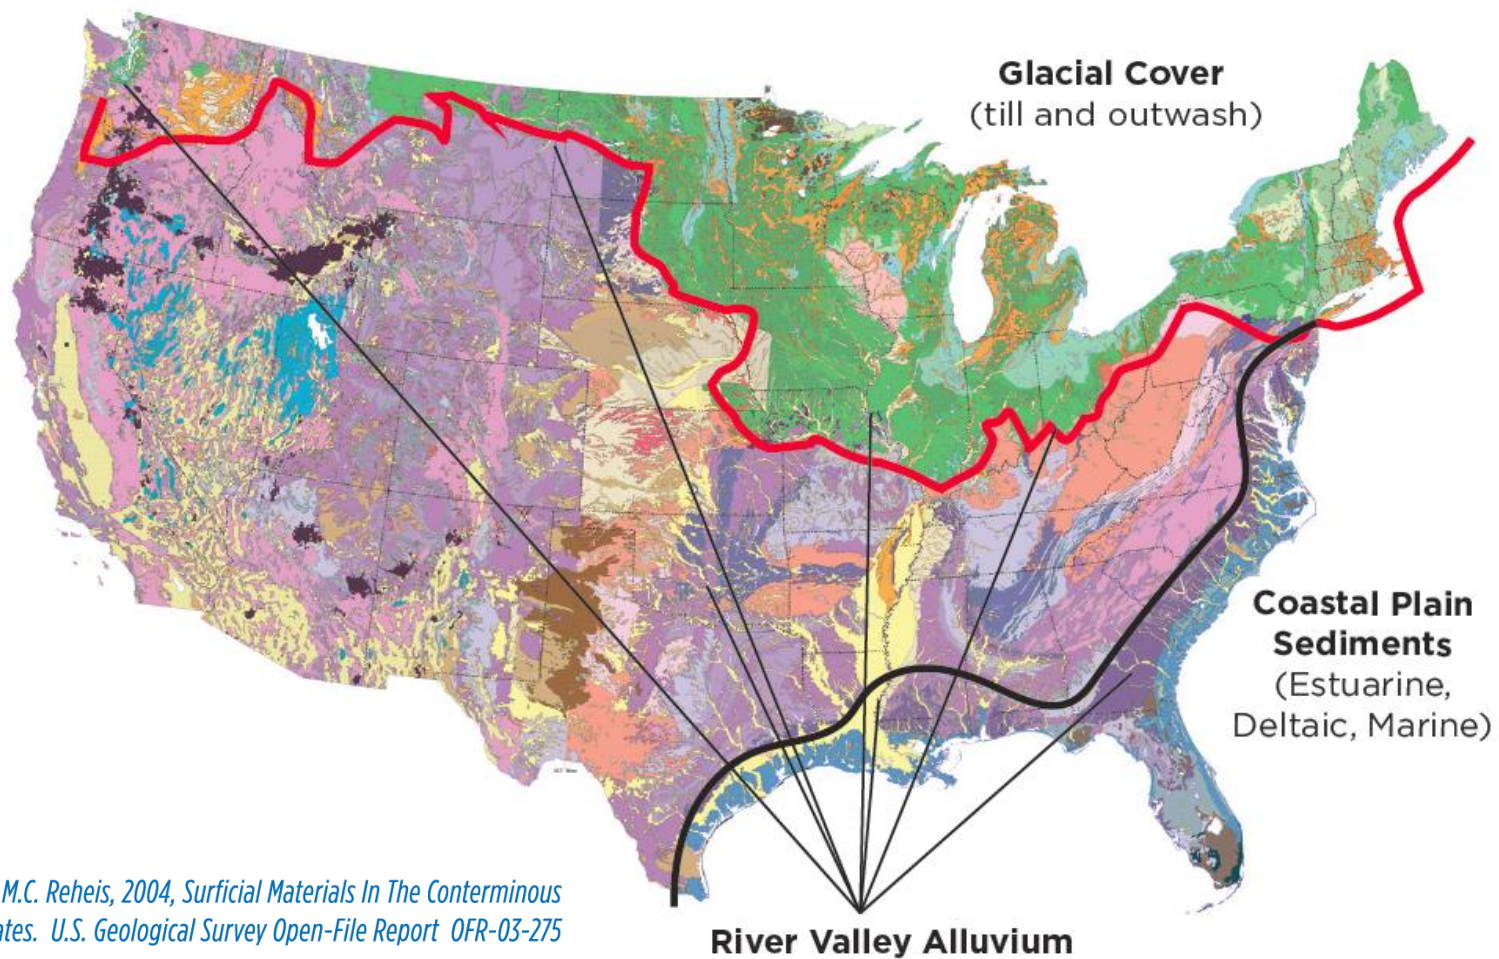 Glacial Cover
(till and outwash)
Coastal Plain
Sediments
(Estuarine,
Deltaic, Marine)
M.C. Reheis, 2004, Surficial Materials In The Conterminous
ates. U.S. Geological Survey Open-File Report OFR-03-275
River Valley Alluvium